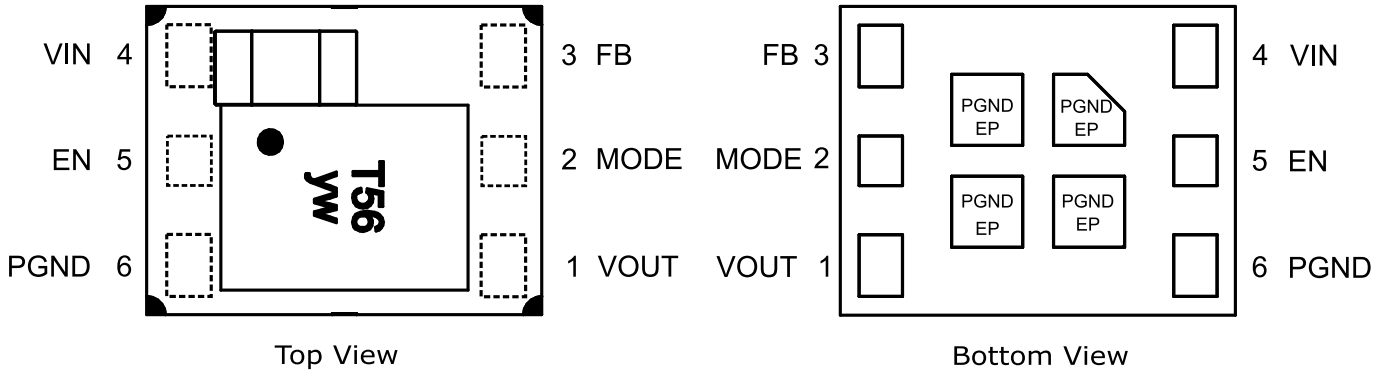 VIN 4
3 FB
EN 5
2 MODE
PGND 6
1 VOUT
T56
yw
Top View
FB 3
4 VIN
MODE 2
5 EN
VOUT 1
6 PGND
PGND
EP
PGND
EP
PGND
EP
PGND
EP
Bottom View